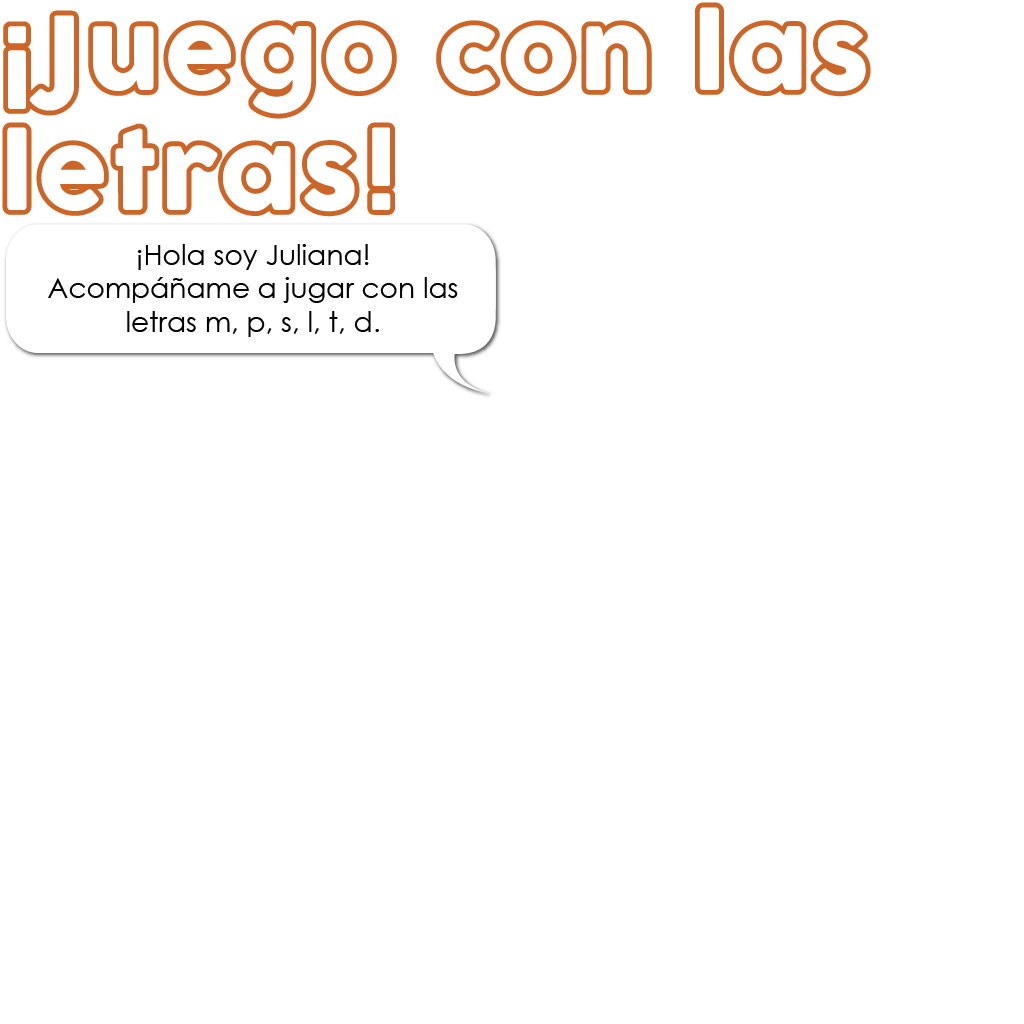 ¡Juego con las
letras!
¡Hola soy Juliana!
Acompáñame a jugar con las
letras m, p, s, l, t, d.